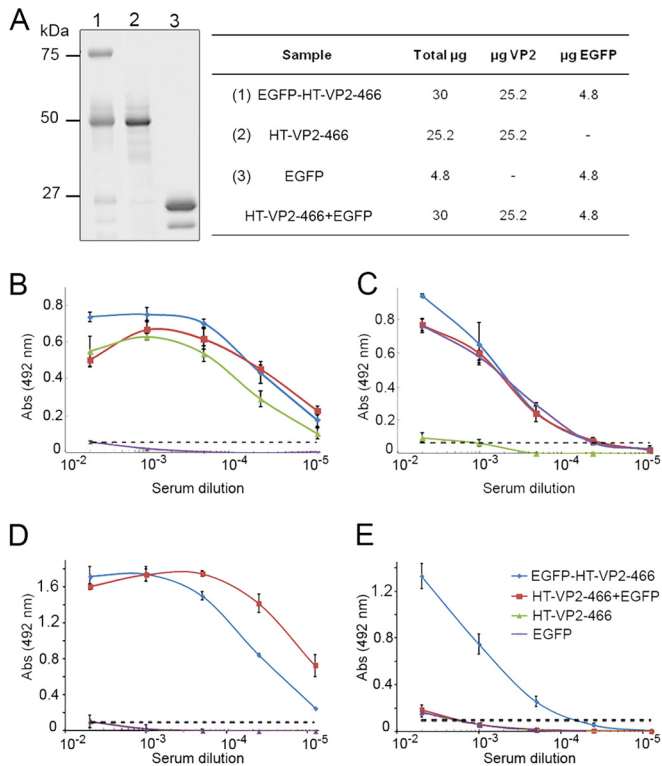 A
kDa
1 2 3
75
50
27
Sample Total µg µg VP2 µg EGFP
(1) EGFP-HT-VP2-466 30 25.2 4.8
(2) HT-VP2-466 25.2 25.2 -
(3) EGFP 4.8 - 4.8
HT-VP2-466+EGFP 30 25.2 4.8
B
Abs (492 nm)
0.8
0.6
0.4
0.2
0
10-2 10-3 10-4 10-5
Serum dilution
C
Abs (492 nm)
0.8
0.6
0.4
0.2
0
10-2 10-3 10-4 10-5
Serum dilution
D
Abs (492 nm)
1.6
1.2
0.8
0.4
0
10-2 10-3 10-4 10-5
Serum dilution
E
Abs (492 nm)
1.2
0.8
0.4
0
10-2 10-3 10-4 10-5
Serum dilution
EGFP-HT-VP2-466
HT-VP2-466+EGFP
HT-VP2-466
EGFP